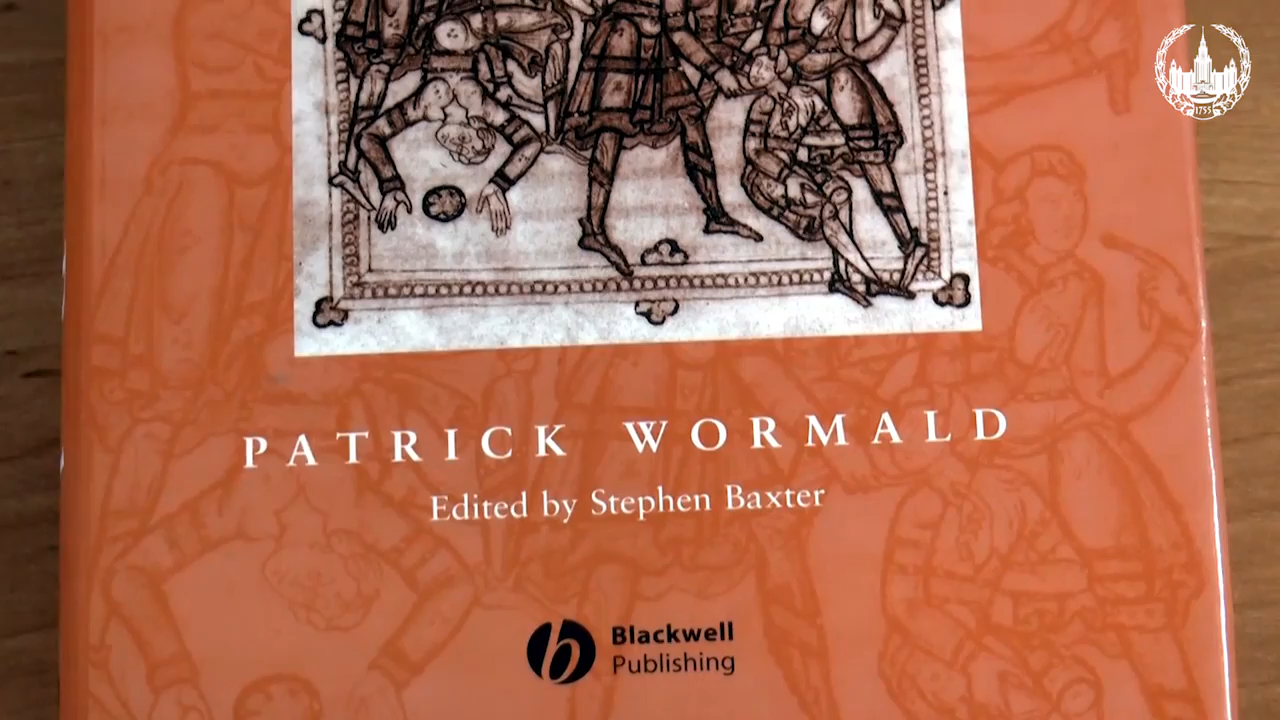 1755
PATRICK WORMALD
Edited by Stephen Baxter
b
Blackwell
Publishing